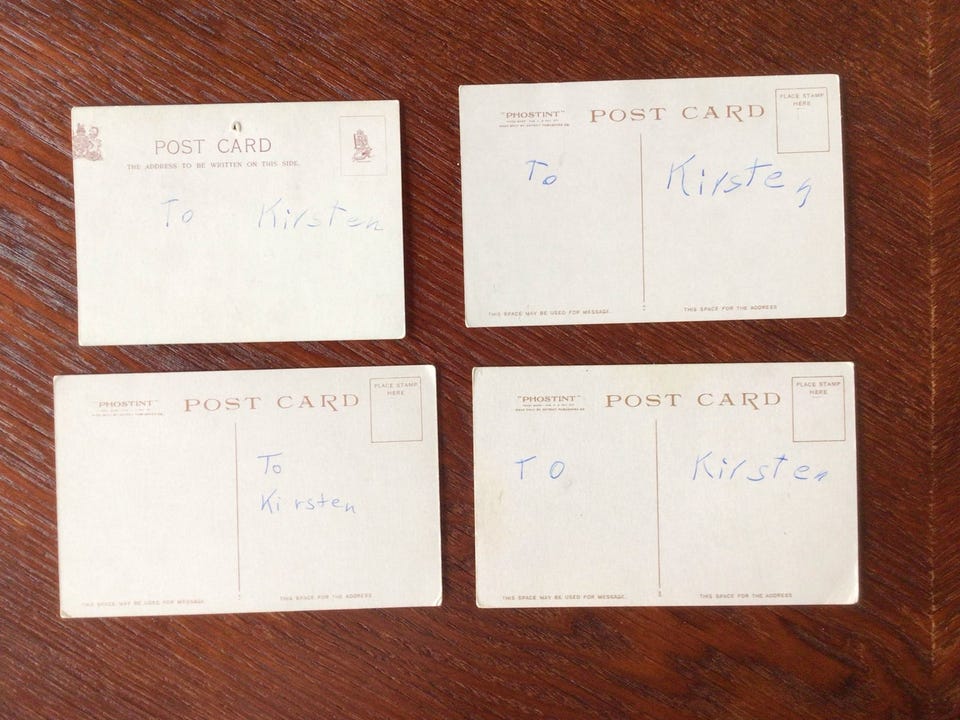 POST CARD
THE ADDRESS TO BE WRITTEN ON THIS SIDE.
To Kirsten
"PHOSTINT" POST CARD
PLACE STAMP
HERE
To Kirsten
THIS SPACE MAY BE USED FOR MESSAGE. THIS SPACE FOR THE ADDRESS
"PHOSTINT" POST CARD
PLACE STAMP
HERE
To
Kirsten
THIS SPACE MAY BE USED FOR MESSAGE THIS SPACE FOR THE ADDRESS
"PHOSTINT" POST CARD
PLACE STAMP
HERE
TO Kirsten
THIS SPACE MAY BE USED FOR MESSAGE. THIS SPACE FOR THE ADDRESS